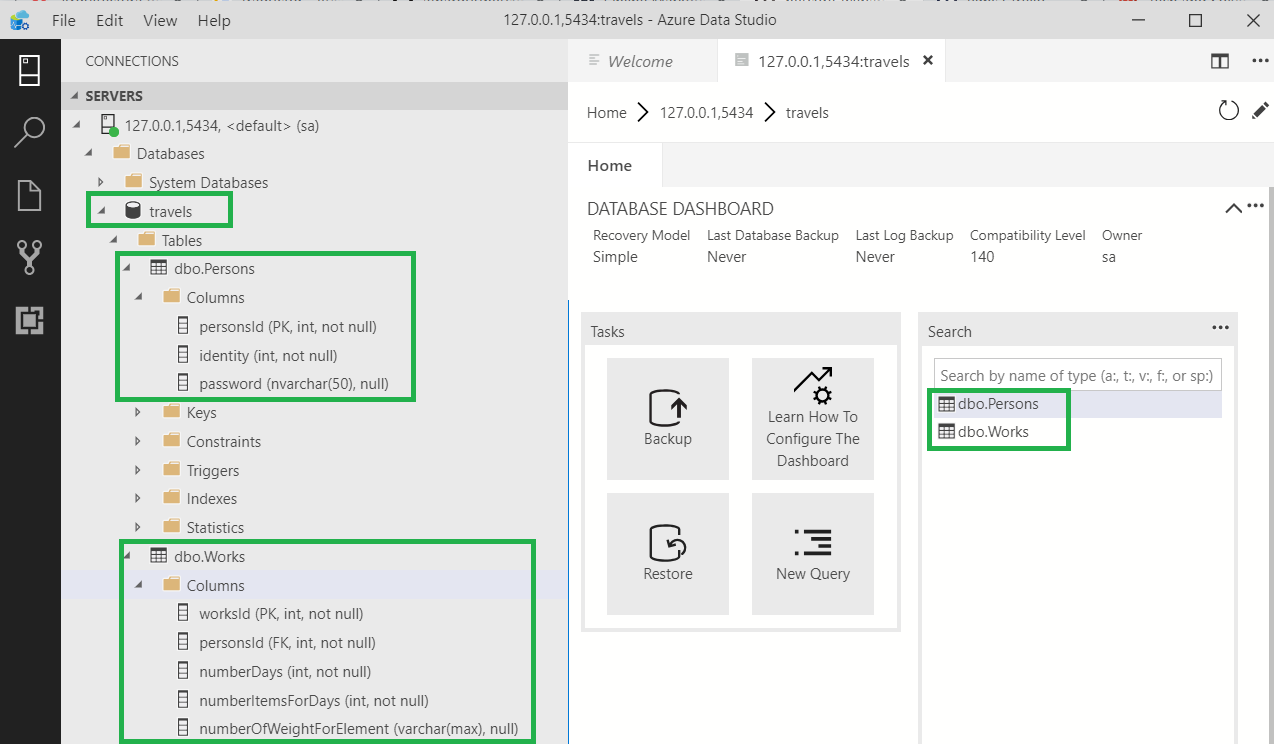 File Edit View Help
127.0.0.1,5434:travels - Azure Data Studio
CONNECTIONS
SERVERS
127.0.0.1,5434, <default> (sa)
Databases
System Databases
travels
Tables
dbo.Persons
Columns
personsId (PK, int, not null)
identity (int, not null)
password (nvarchar(50), null)
Keys
Constraints
Triggers
Indexes
Statistics
dbo.Works
Columns
worksId (PK, int, not null)
personsId (FK, int, not null)
numberDays (int, not null)
numberItemsForDays (int, not null)
numberOfWeightForElement (varchar(max), null)
Welcome
127.0.0.1,5434:travels
Home 127.0.0.1,5434 travels
Home
DATABASE DASHBOARD
Recovery Model Last Database Backup Last Log Backup Compatibility Level Owner
Simple Never Never 140 sa
Tasks
Backup
Learn How To
Configure The
Dashboard
Restore
New Query
Search
Search by name of type (a:, t:, v:, f:, or sp:)
dbo.Persons
dbo.Works